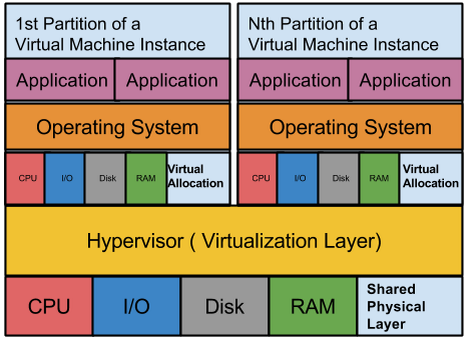 1st Partition of a
Virtual Machine Instance
Application
Application
Operating System
CPU
I/O
Disk
RAM
Virtual
Allocation
Nth Partition of a
Virtual Machine Instance
Application
Application
Operating System
CPU
I/O
Disk
RAM
Virtual
Allocation
Hypervisor ( Virtualization Layer)
CPU
I/O
Disk
RAM
Shared
Physical
Layer